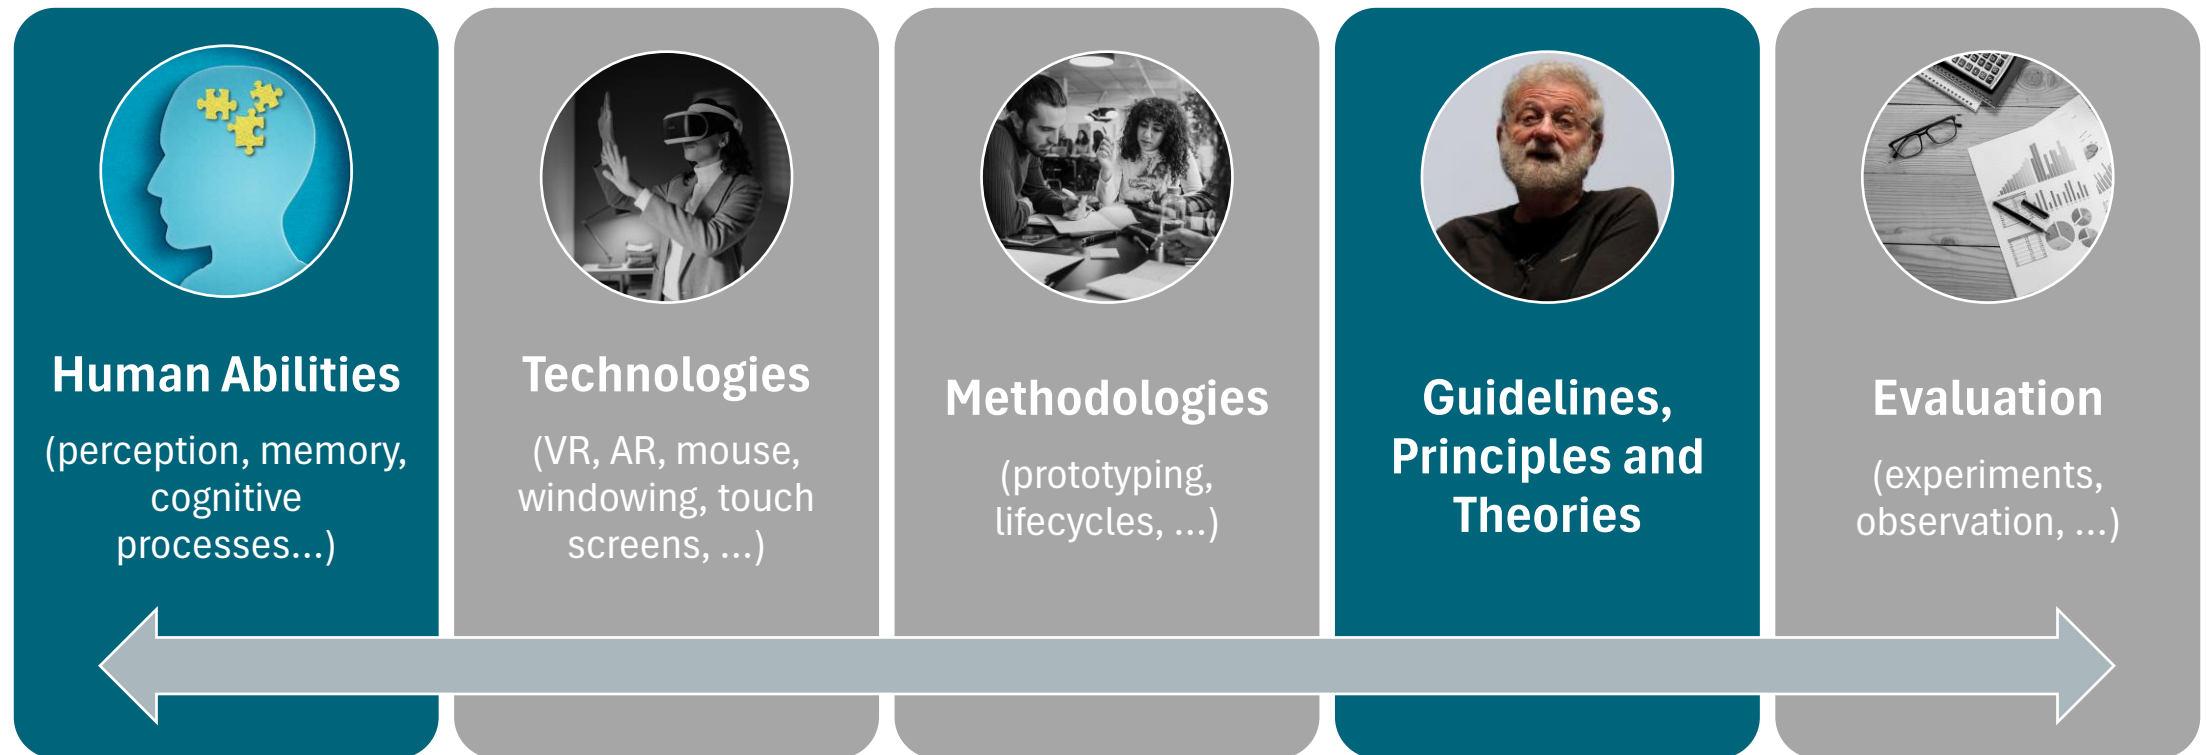 Human Abilities
(perception, memory,
cognitive
processes...)
Technologies
(VR, AR, mouse,
windowing, touch
screens, ...)
Methodologies
(prototyping,
lifecycles, ...)
Guidelines,
Principles and
Theories
Evaluation
(experiments,
observation, ...)